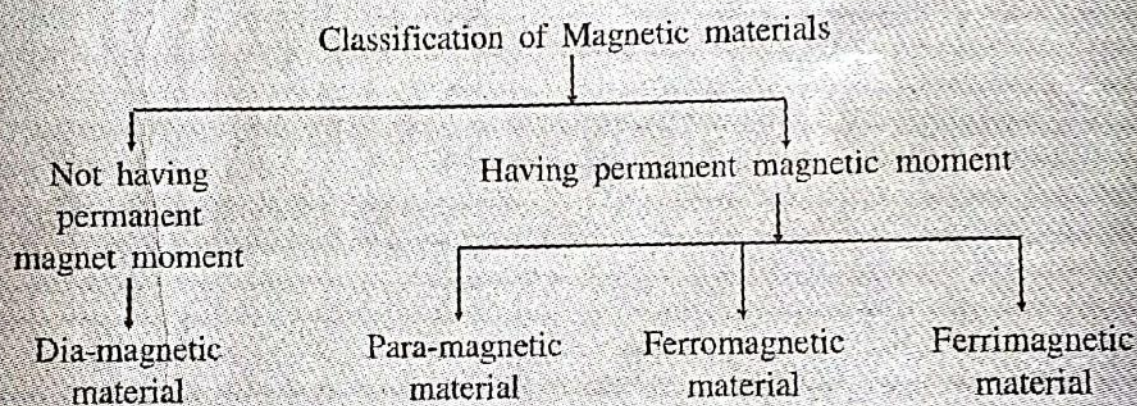 Classification of Magnetic materials
Not having
permanent
magnet moment
Having permanent magnetic moment
Dia-magnetic
material
Para-magnetic
material
Ferromagnetic
material
Ferrimagnetic
material